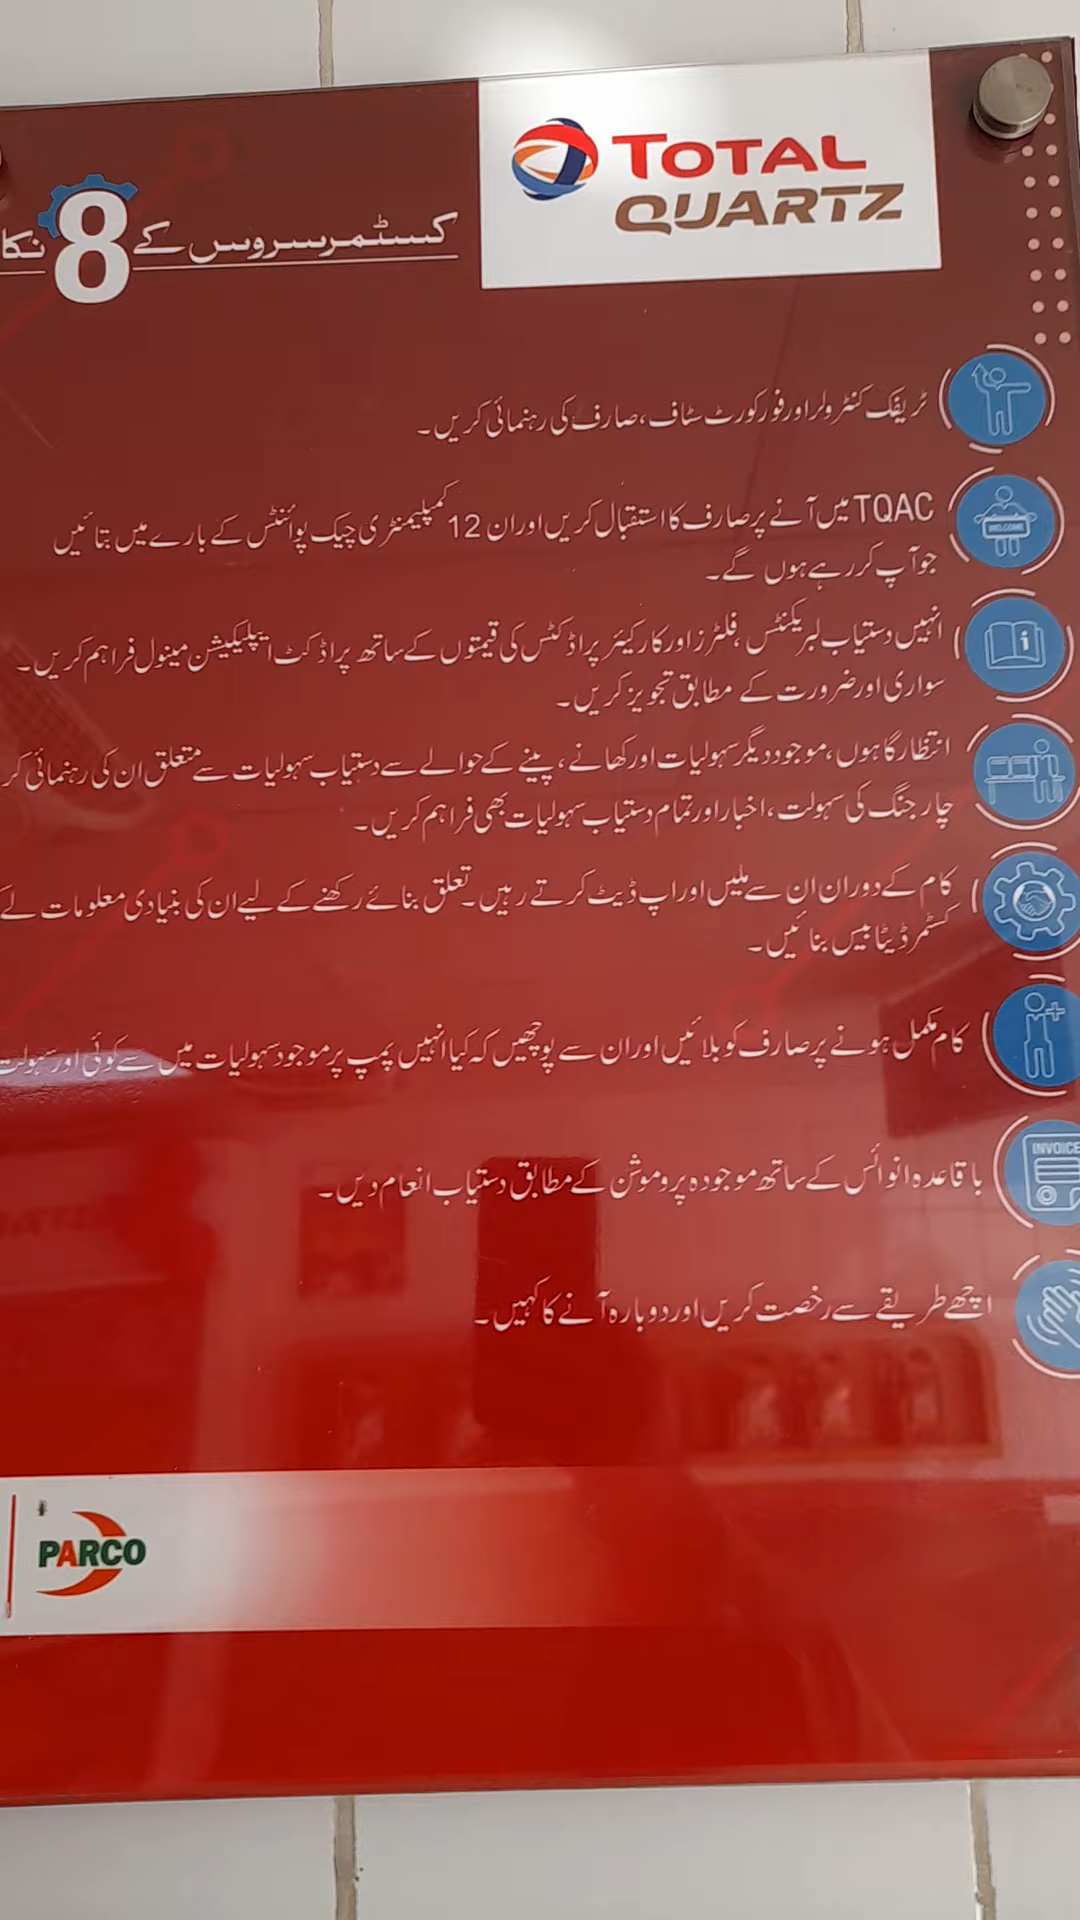 TOTAL
QUARTZ
کسٹمر سروس کے 8 نکا
ٹریفک کنٹرولر اور فورکورٹ سٹاف، صارف کی رہنمائی کریں۔
TQAC میں آنے پر صارف کا استقبال کریں اور ان 12 کمپلیمنٹری چیک پوائنٹس کے بارے میں بتائیں
جو آپ کر رہے ہوں گے۔
انہیں دستیاب لبریکنٹس، فلٹرز اور کار کیئر پراڈکٹس کی قیمتوں کے ساتھ پراڈکٹ ایپلیکیشن مینول فراہم کریں۔
سواری اور ضرورت کے مطابق تجویز کریں۔
انتظار گاہوں، موجود دیگر سہولیات اور کھانے، پینے کے حوالے سے دستیاب سہولیات سے متعلق ان کی رہنمائی کر
چارجنگ کی سہولت، اخبار اور تمام دستیاب سہولیات بھی فراہم کریں۔
کام کے دوران ان سے ملیں اور اپ ڈیٹ کرتے رہیں۔ تعلق بنائے رکھنے کے لیے ان کی بنیادی معلومات لے
کسٹمر ڈیٹا بیس بنائیں۔
کام مکمل ہونے پر صارف کو بلائیں اور ان سے پوچھیں کہ کیا انہیں پمپ پر موجود سہولیات میں سے کوئی اور سہولت
باقاعدہ انوائس کے ساتھ موجودہ پروموشن کے مطابق دستیاب انعام دیں۔
اچھے طریقے سے رخصت کریں اور دوبارہ آنے کا کہیں۔
WELCOME
INVOICE
PARCO